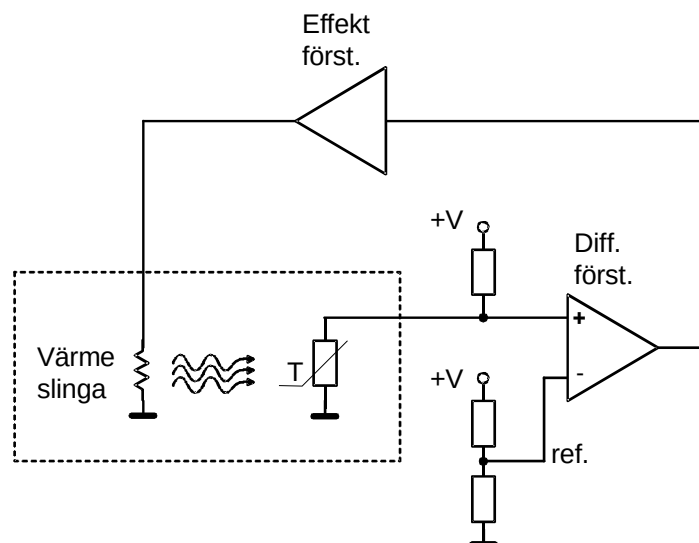 Effekt
först.
+V
Diff.
först.
+
-
Värme
slinga
T
+V
ref.